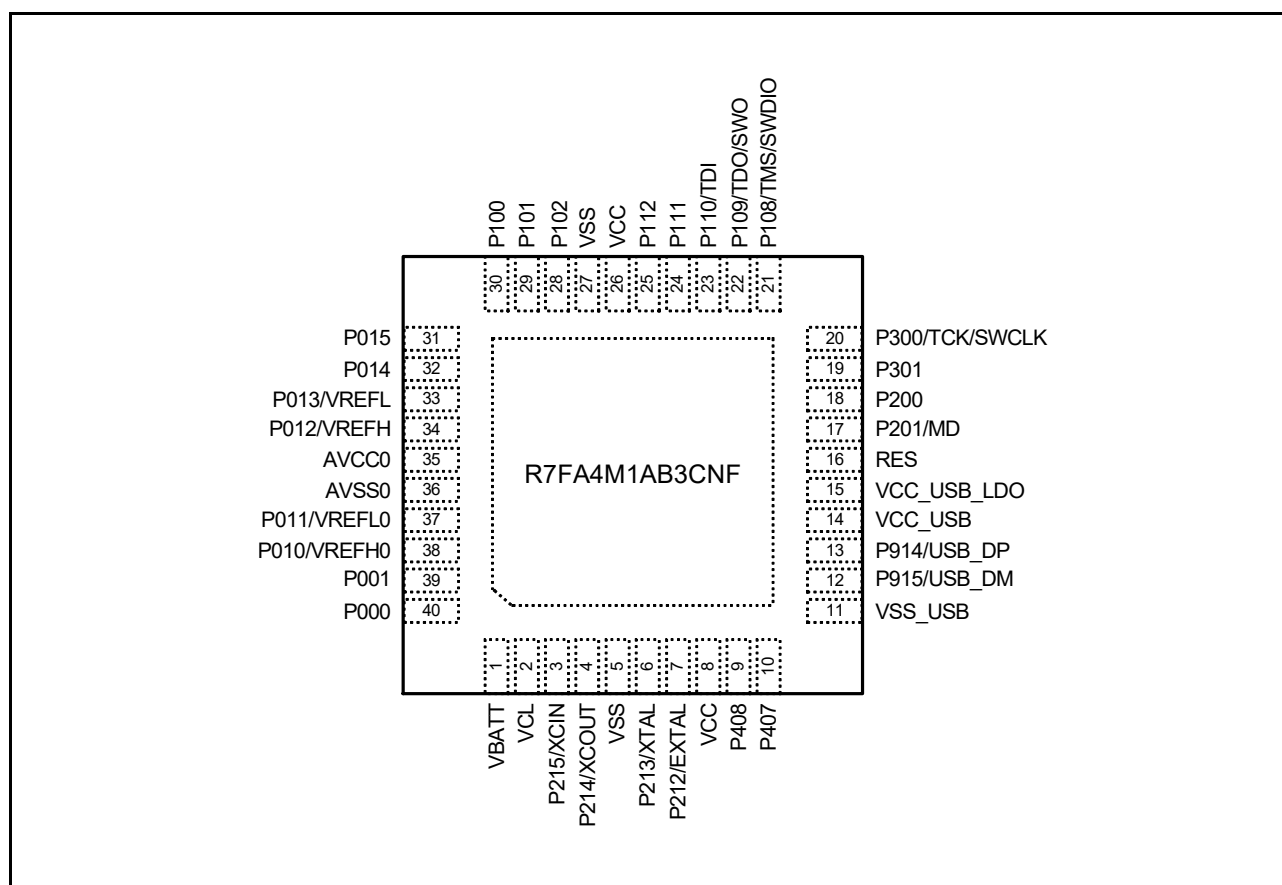 P100
P101
P102
VSS
VCC
P112
P111
P110/TDI
P109/TDO/SWO
P108/TMS/SWDIO
30
29
28
27
26
25
24
23
22
21
P015 31
P014 32
P013/VREFL 33
P012/VREFH 34
AVCC0 35
AVSS0 36
P011/VREFL0 37
P010/VREFH0 38
P001 39
P000 40
R7FA4M1AB3CNF
20 P300/TCK/SWCLK
19 P301
18 P200
17 P201/MD
16 RES
15 VCC_USB_LDO
14 VCC_USB
13 P914/USB_DP
12 P915/USB_DM
11 VSS_USB
1
2
3
4
5
6
7
8
9
10
VBATT
VCL
P215/XCIN
P214/XCOUT
VSS
P213/XTAL
P212/EXTAL
VCC
P408
P407